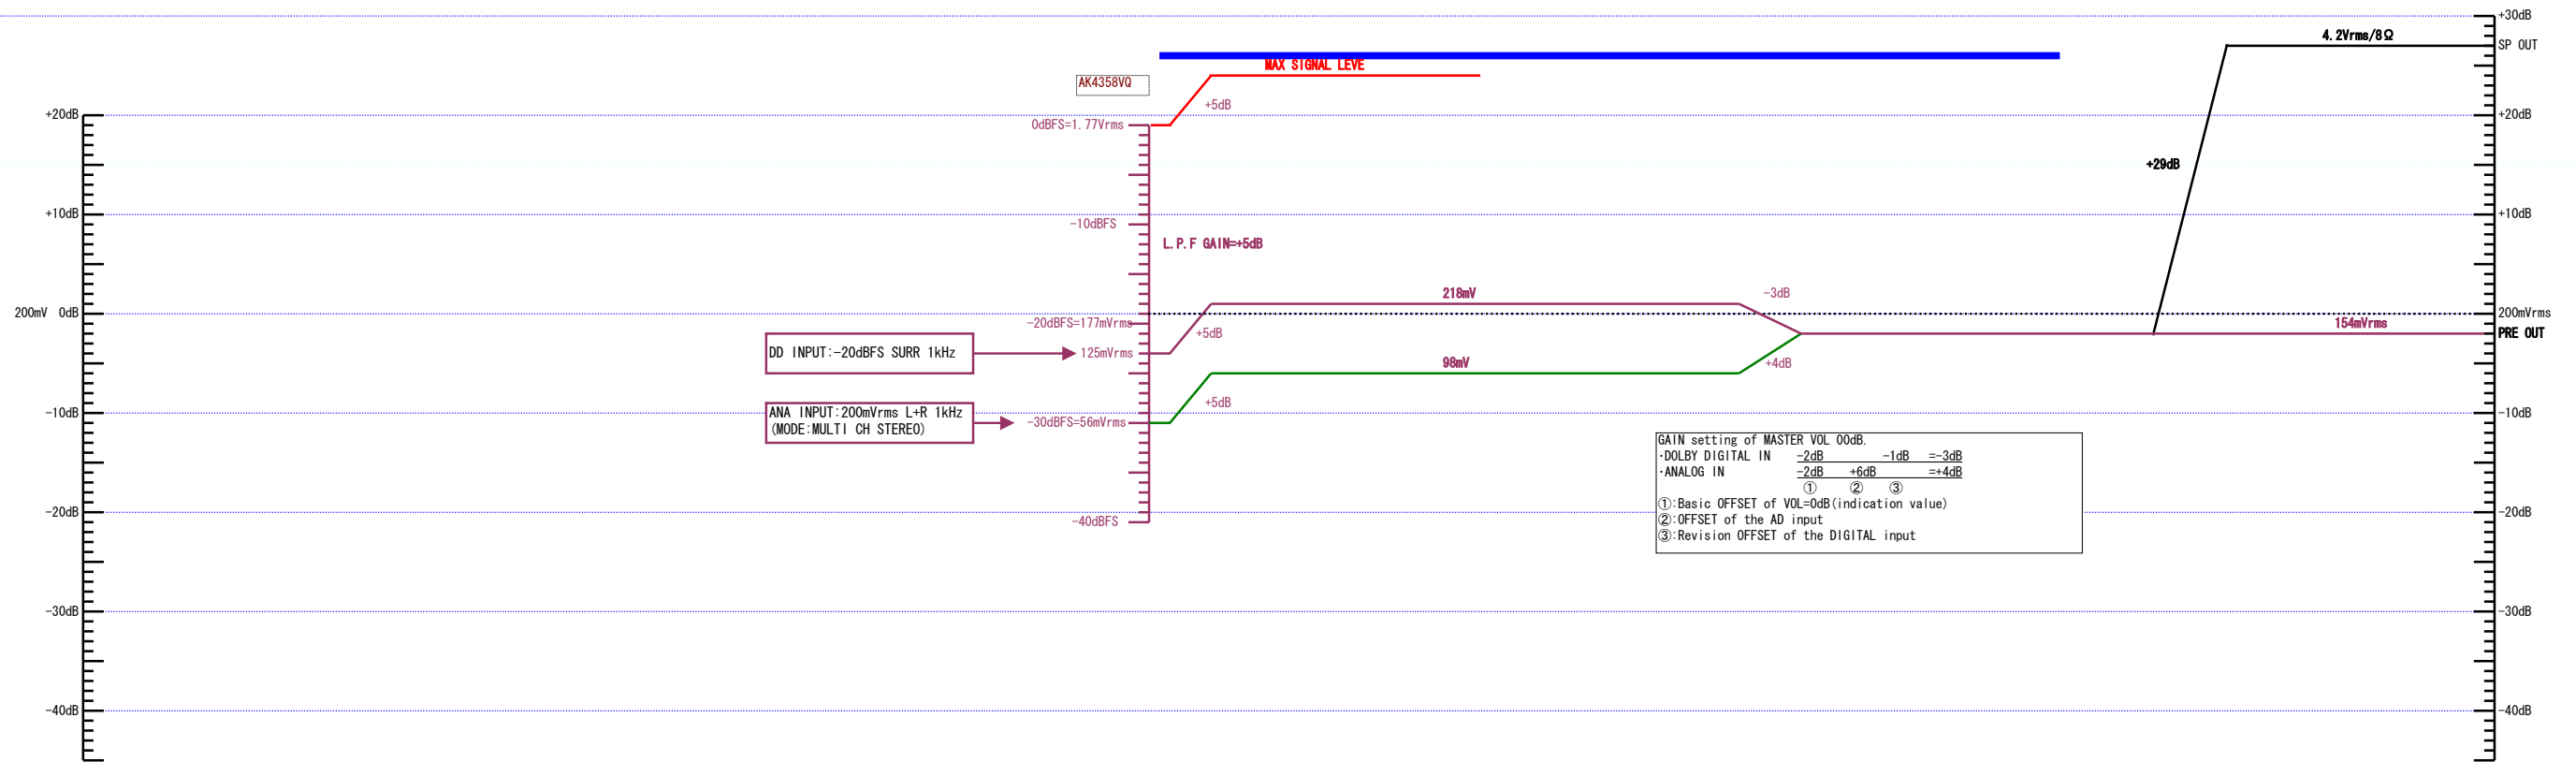 +30dB
4.2Vrms/8Ω
SP OUT
MAX SIGNAL LEVE
AK4358VQ
+5dB
+20dB
+20dB
0dBFS=1.77Vrms
+29dB
+10dB
+10dB
-10dBFS
L.P.F GAIN=+5dB
218mV
-3dB
200mV 0dB
200mVrms
-20dBFS=177mVrms
154mVrms
+5dB
PRE OUT
DD INPUT:-20dBFS SURR 1kHz
125mVrms
98mV
+4dB
+5dB
-10dB
ANA INPUT:200mVrms L+R 1kHz
(MODE:MULTI CH STEREO)
-30dBFS=56mVrms
-10dB
GAIN setting of MASTER VOL 00dB.
·DOLBY DIGITAL IN -2dB -1dB =-3dB
·ANALOG IN -2dB +6dB =+4dB
① ② ③
①:Basic OFFSET of VOL=0dB(indication value)
②:OFFSET of the AD input
③:Revision OFFSET of the DIGITAL input
-20dB
-40dBFS
-20dB
-30dB
-30dB
-40dB
-40dB